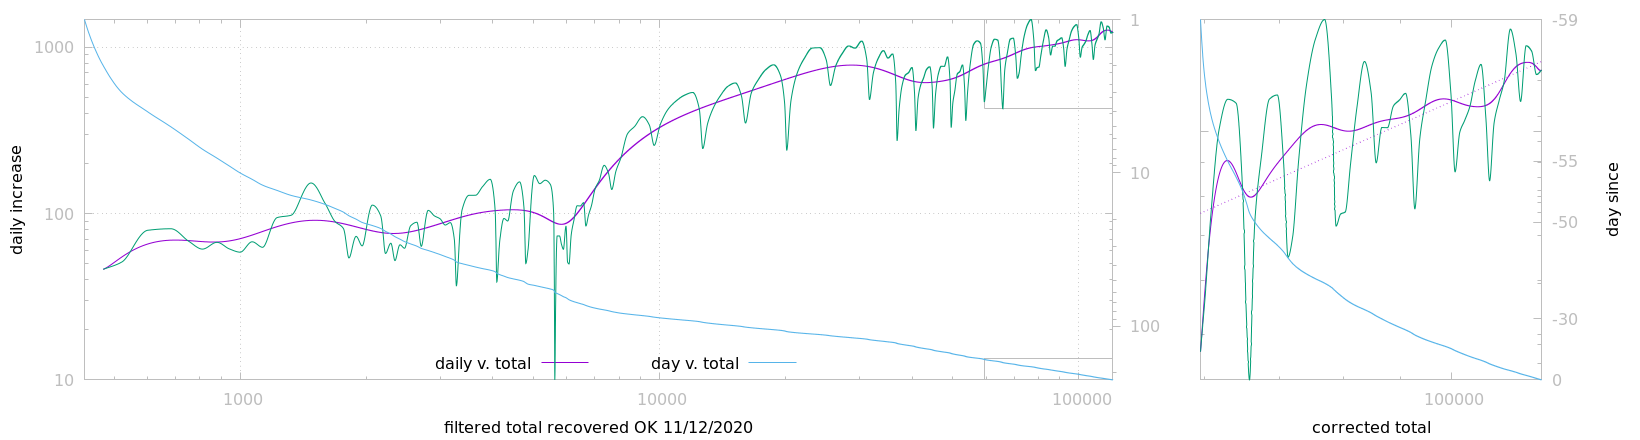 daily increase
1000
100
10
1000
10000
100000
1
10
100
daily v. total
day v. total
filtered total recovered OK 11/12/2020
-59
-55
-50
-30
0
day since
100000
corrected total